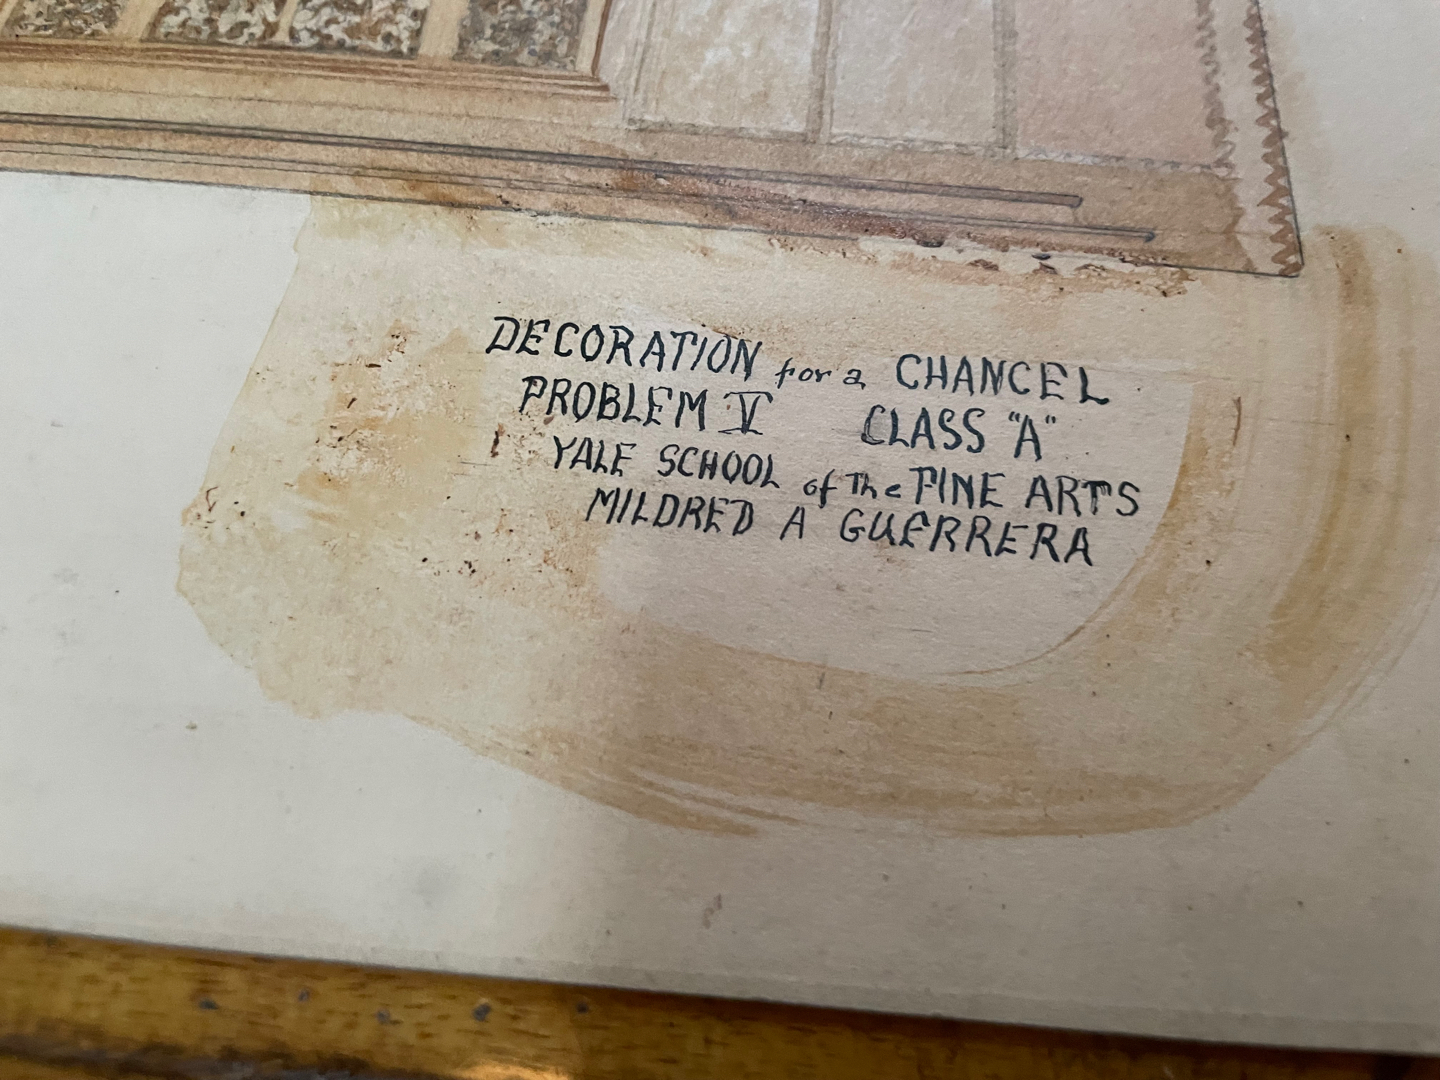 DECORATION for a CHANCEL
PROBLEM V CLASS "A"
YALE SCHOOL of The FINE ARTS
MILDRED A GUERRERA